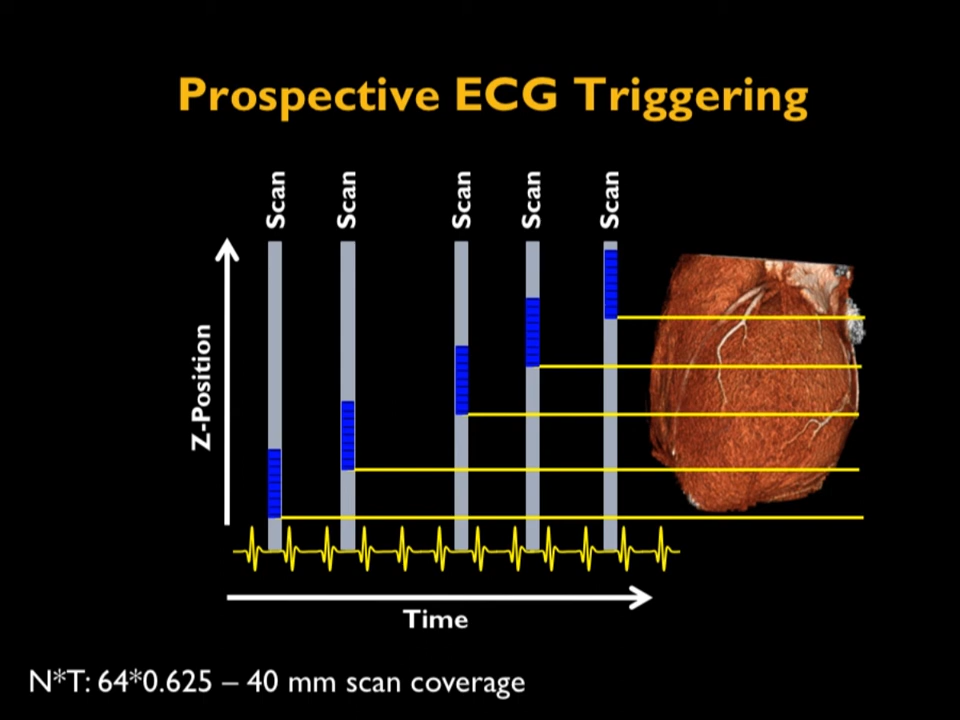 Prospective ECG Triggering
Scan
Scan
Scan
Scan
Scan
Z-Position
Time
N*T: 64*0.625 – 40 mm scan coverage